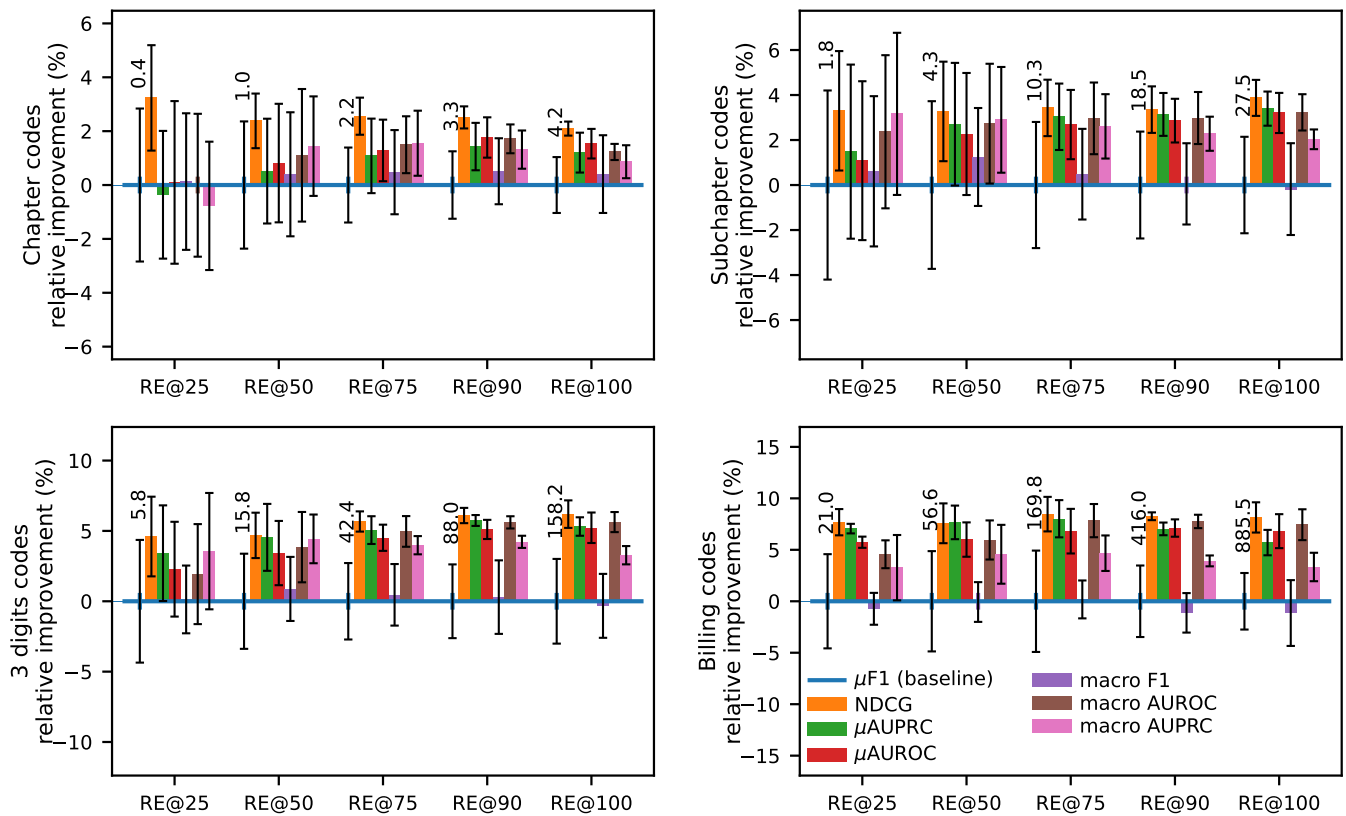 Chapter codes
relative improvement (%)
6
4
2
0
−2
−4
−6
0.4
1.0
2.2
3.3
4.2
RE@25 RE@50 RE@75 RE@90 RE@100
Subchapter codes
relative improvement (%)
6
4
2
0
−2
−4
−6
1.8
4.3
10.3
18.5
27.5
RE@25 RE@50 RE@75 RE@90 RE@100
3 digits codes
relative improvement (%)
10
5
0
−5
−10
5.8
15.8
42.4
88.0
158.2
RE@25 RE@50 RE@75 RE@90 RE@100
Billing codes
relative improvement (%)
15
10
5
0
−5
−10
−15
21.0
56.6
169.8
416.0
885.5
μF1 (baseline)
NDCG
μAUPRC
μAUROC
macro F1
macro AUROC
macro AUPRC
RE@25 RE@50 RE@75 RE@90 RE@100